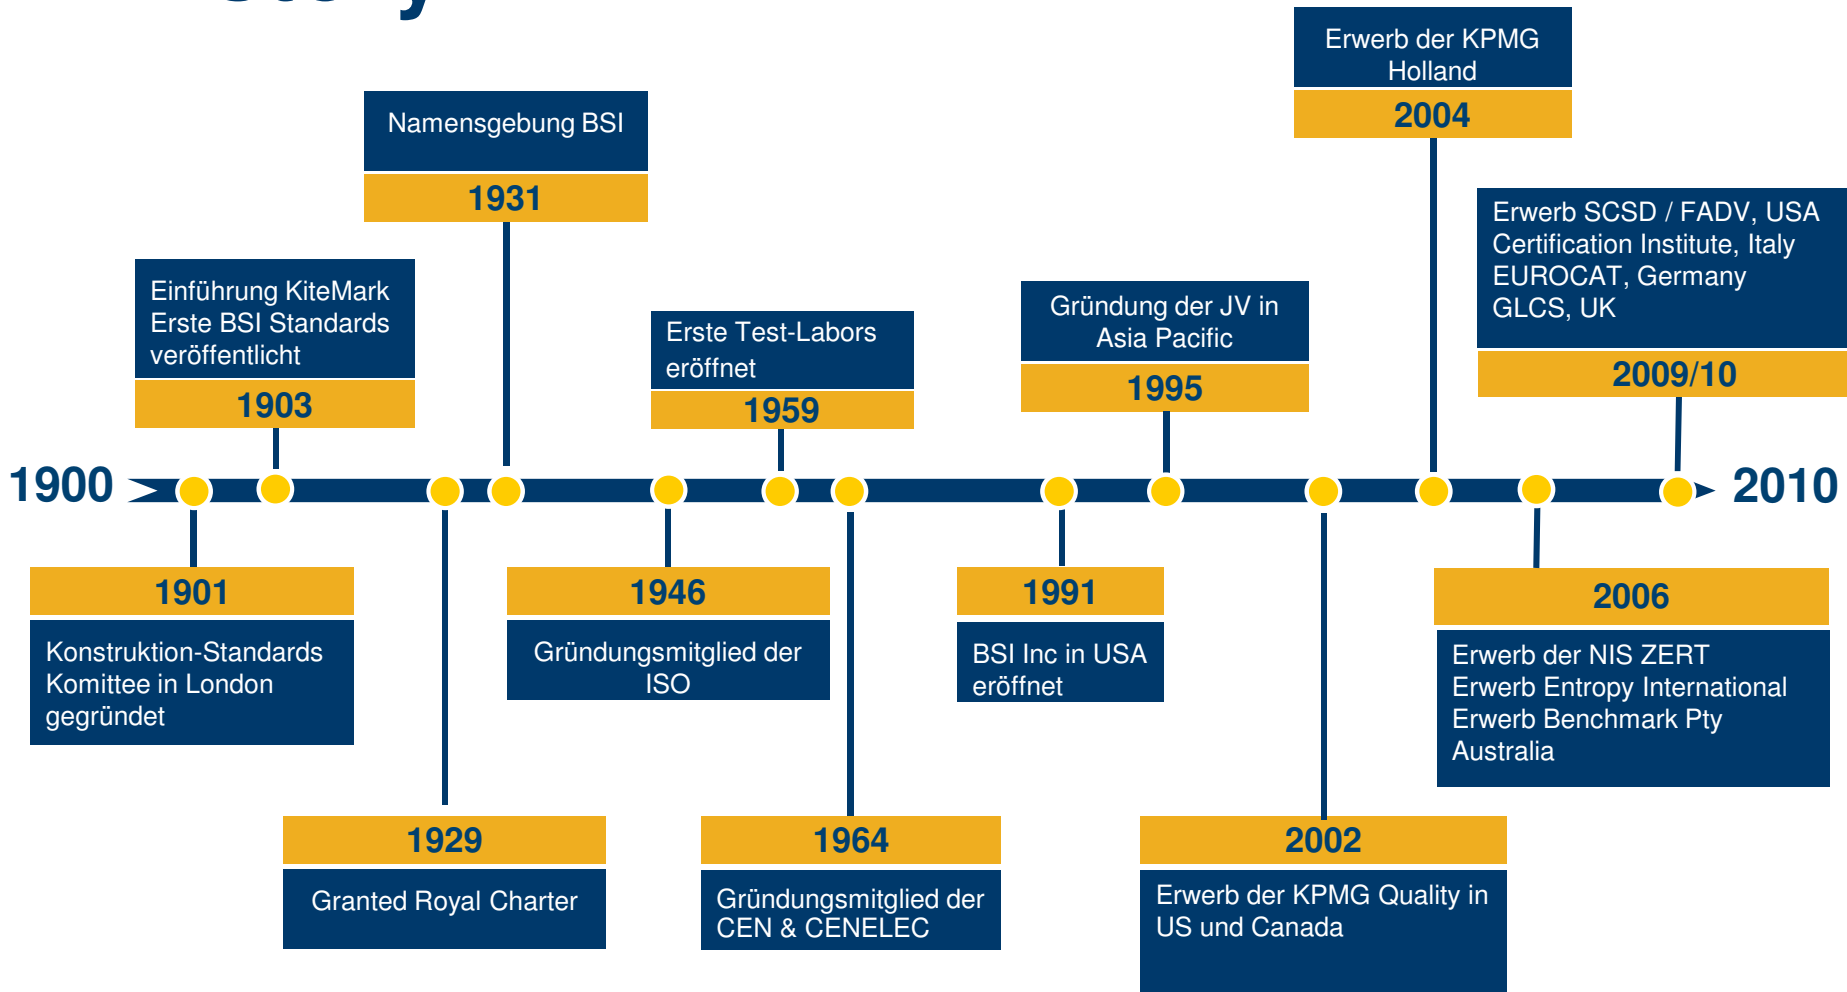 Erwerb der KPMG
Holland
2004
Namensgebung BSI
1931
Erwerb SCSD / FADV, USA
Certification Institute, Italy
EUROCAT, Germany
GLCS, UK
2009/10
Einführung KiteMark
Erste BSI Standards
veröffentlicht
1903
Erste Test-Labors
eröffnet
1959
Gründung der JV in
Asia Pacific
1995
1900
2010
1901
Konstruktion-Standards
Komittee in London
gegründet
1946
Gründungsmitglied der
ISO
1991
BSI Inc in USA
eröffnet
2006
Erwerb der NIS ZERT
Erwerb Entropy International
Erwerb Benchmark Pty
Australia
1929
Granted Royal Charter
1964
Gründungsmitglied der
CEN & CENELEC
2002
Erwerb der KPMG Quality in
US und Canada